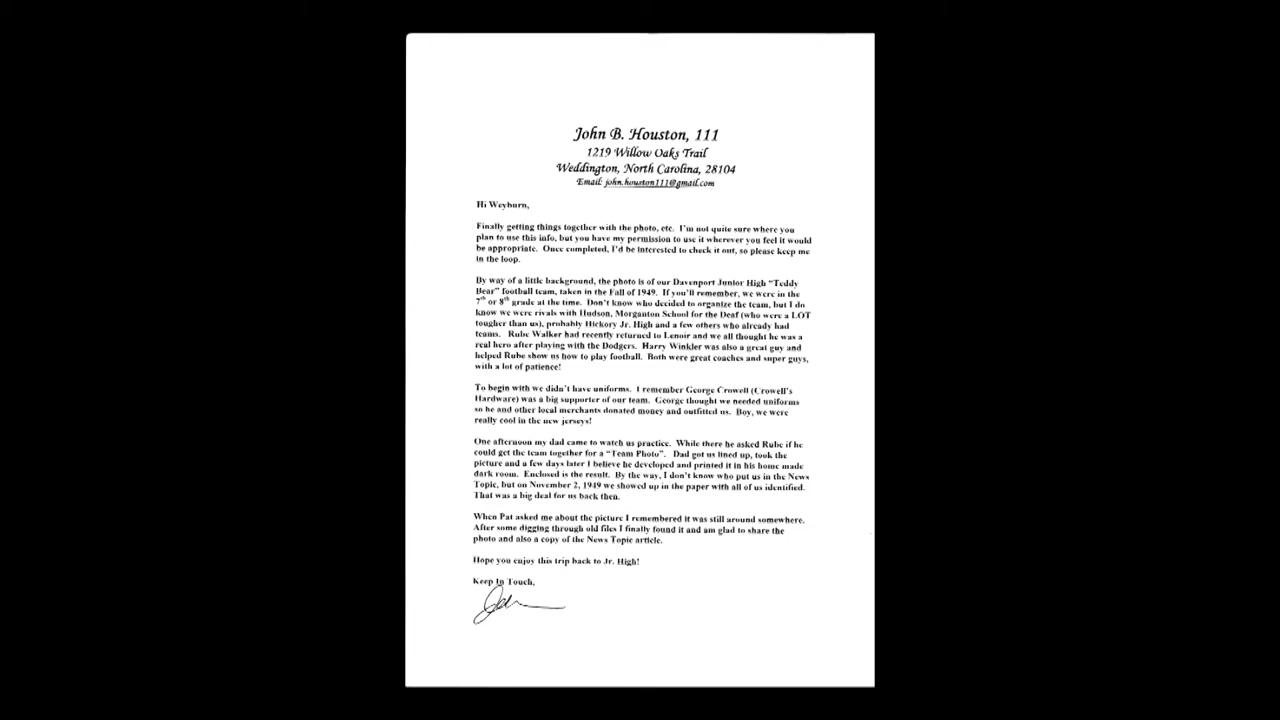 John B. Houston, 111
1219 Willow Oaks Trail
Weddington, North Carolina, 28104
Email: john.houston111@gmail.com
Hi Weyburn,
Finally getting things together with the photo, etc. I'm not quite sure where you
plan to use this info, but you have my permission to use it wherever you feel it would
be appropriate. Once completed, I'd be interested to check it out, so please keep me
in the loop.
By way of a little background, the photo is of our Davenport Junior High "Teddy
Bear" football team, taken in the Fall of 1949. If you'll remember, we were in the
7th or 8th grade at the time. Don't know who decided to organize the team, but I do
know we were rivals with Hudson, Morganton School for the Deaf (who were a LOT
tougher than us), probably Hickory Jr. High and a few others who already had
teams. Rube Walker had recently returned to Lenoir and we all thought he was a
real hero after playing with the Dodgers. Harry Winkler was also a great guy and
helped Rube show us how to play football. Both were great coaches and super guys,
with a lot of patience!
To begin with we didn't have uniforms. I remember George Crowell (Crowell's
Hardware) was a big supporter of our team. George thought we needed uniforms
so he and other local merchants donated money and outfitted us. Boy, we were
really cool in the new jerseys!
One afternoon my dad came to watch us practice. While there he asked Rube if he
could get the team together for a "Team Photo". Dad got us lined up, took the
picture and a few days later I believe he developed and printed it in his home made
dark room. Enclosed is the result. By the way, I don't know who put us in the News
Topic, but on November 2, 1949 we showed up in the paper with all of us identified.
That was a big deal for us back then.
When Pat asked me about the picture I remembered it was still around somewhere.
After some digging through old files I finally found it and am glad to share the
photo and also a copy of the News Topic article.
Hope you enjoy this trip back to Jr. High!
Keep In Touch,